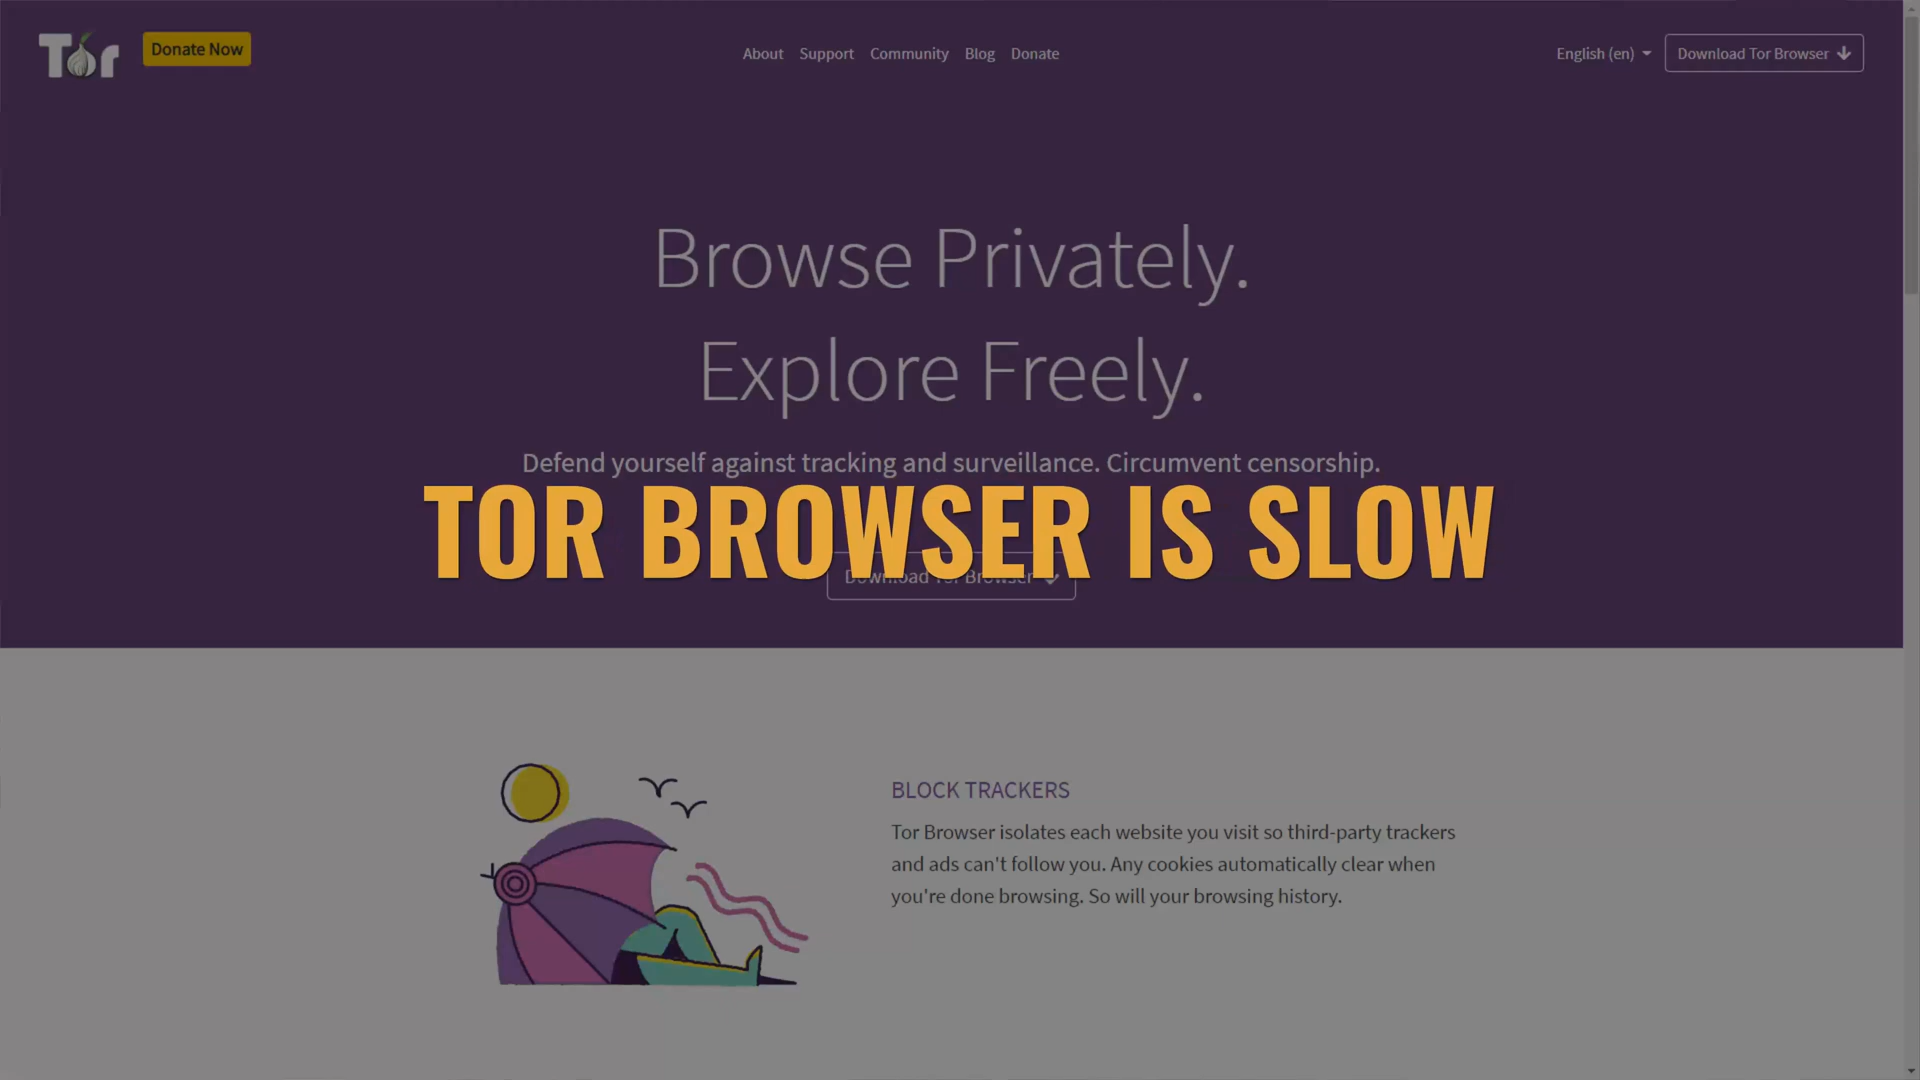 Tor
Donate Now
About Support Community Blog Donate
English (en)
Download Tor Browser
Browse Privately.
Explore Freely.
Defend yourself against tracking and surveillance. Circumvent censorship.
TOR BROWSER IS SLOW
Download Tor Browser
BLOCK TRACKERS
Tor Browser isolates each website you visit so third-party trackers
and ads can't follow you. Any cookies automatically clear when
you're done browsing. So will your browsing history.